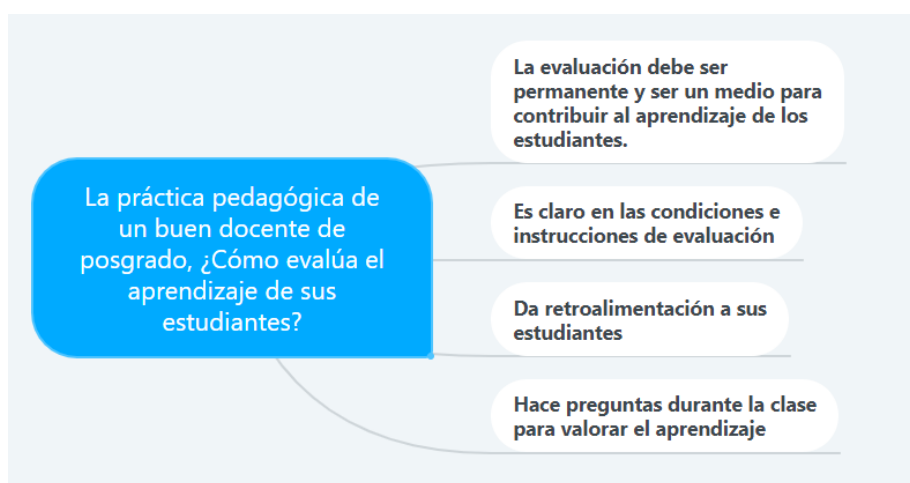 La práctica pedagógica de
un buen docente de
posgrado, ¿Cómo evalúa el
aprendizaje de sus
estudiantes?
La evaluación debe ser
permanente y ser un medio para
contribuir al aprendizaje de los
estudiantes.
Es claro en las condiciones e
instrucciones de evaluación
Da retroalimentación a sus
estudiantes
Hace preguntas durante la clase
para valorar el aprendizaje